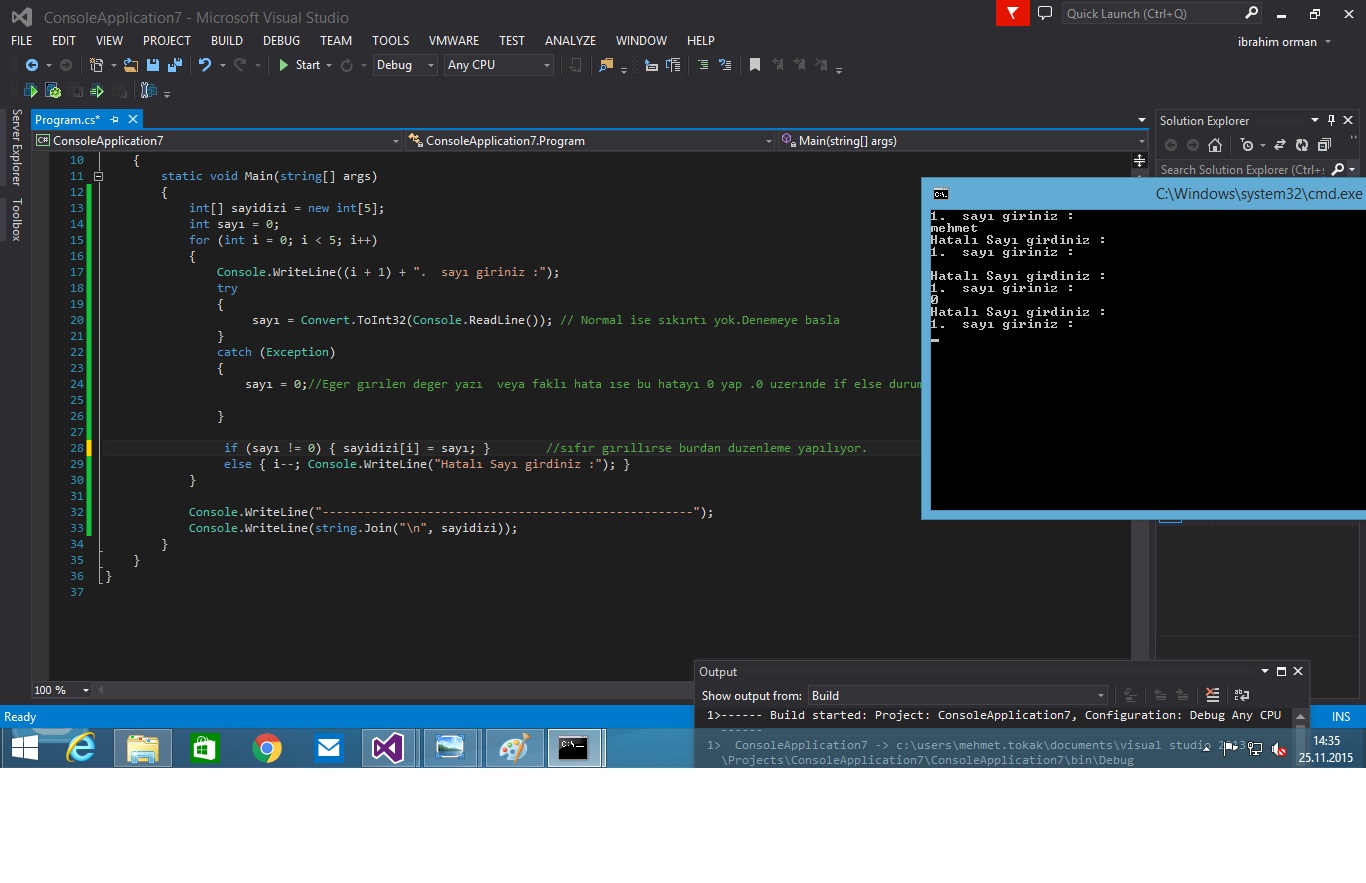 ConsoleApplication7 - Microsoft Visual Studio
Quick Launch (Ctrl+Q)
FILE EDIT VIEW PROJECT BUILD DEBUG TEAM TOOLS VMWARE TEST ANALYZE WINDOW HELP
ibrahim orman
Start Debug Any CPU
Server Explorer
Toolbox
Program.cs*
ConsoleApplication7
ConsoleApplication7.Program
Main(string[] args)
10 {
11 static void Main(string[] args)
12 {
13 int[] sayidizi = new int[5];
14 int sayı = 0;
15 for (int i = 0; i < 5; i++)
16 {
17 Console.WriteLine((i + 1) + ".  sayı giriniz :");
18 try
19 {
20 sayı = Convert.ToInt32(Console.ReadLine()); // Normal ise sıkıntı yok.Denemeye basla
21 }
22 catch (Exception)
23 {
24 sayı = 0;//Eger gırılen deger yazı  veya faklı hata ıse bu hatayı 0 yap .0 uzerınde if else durum
25
26 }
27
28 if (sayı != 0) { sayidizi[i] = sayı; }        //sıfır gırıllırse burdan duzenleme yapılıyor.
29 else { i--; Console.WriteLine("Hatalı Sayı girdiniz :"); }
30 }
31
32 Console.WriteLine("-----------------------------------------------------");
33 Console.WriteLine(string.Join("\n", sayidizi));
34 }
35 }
36 }
37
100 %
Solution Explorer
Search Solution Explorer (Ctrl+;
C:\Windows\system32\cmd.exe
1.  sayı giriniz :
mehmet
Hatalı Sayı girdiniz :
1.  sayı giriniz :
Hatalı Sayı girdiniz :
1.  sayı giriniz :
0
Hatalı Sayı girdiniz :
1.  sayı giriniz :
Output
Show output from: Build
1>------ Build started: Project: ConsoleApplication7, Configuration: Debug Any CPU
------
1>  ConsoleApplication7 -> c:\users\mehmet.tokak\documents\visual studio 2013
\Projects\ConsoleApplication7\ConsoleApplication7\bin\Debug
Ready
INS
14:35
25.11.2015